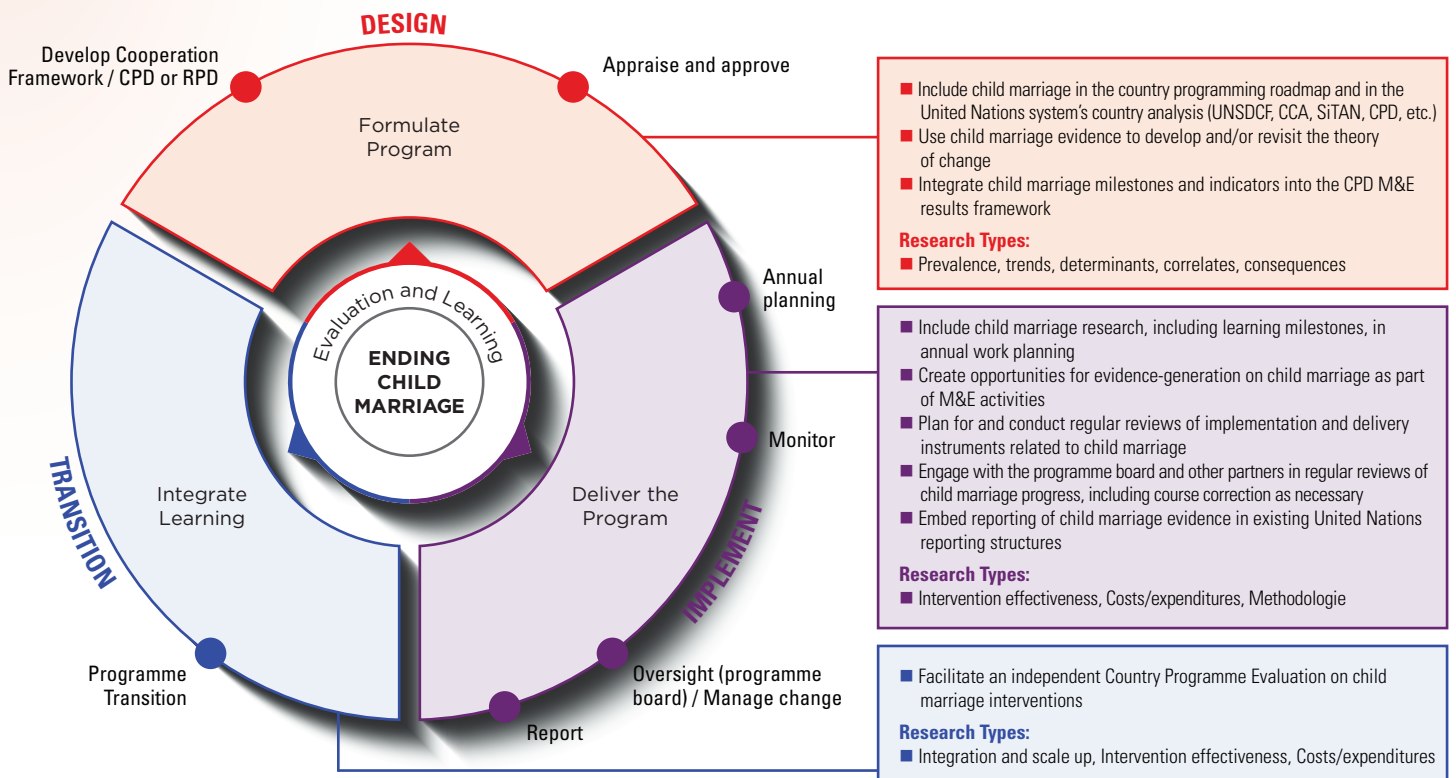 DESIGN
Develop Cooperation
Framework / CPD or RPD
Appraise and approve
Formulate
Program
Evaluation and Learning
ENDING
CHILD
MARRIAGE
Annual
planning
Monitor
Deliver the
Program
IMPLEMENT
Oversight (programme
board) / Manage change
Report
Integrate
Learning
TRANSITION
Programme
Transition
■ Include child marriage in the country programming roadmap and in the
United Nations system's country analysis (UNSDCF, CCA, SiTAN, CPD, etc.)
■ Use child marriage evidence to develop and/or revisit the theory
of change
■ Integrate child marriage milestones and indicators into the CPD M&E
results framework
Research Types:
■ Prevalence, trends, determinants, correlates, consequences
■ Include child marriage research, including learning milestones, in
annual work planning
■ Create opportunities for evidence-generation on child marriage as part
of M&E activities
■ Plan for and conduct regular reviews of implementation and delivery
instruments related to child marriage
■ Engage with the programme board and other partners in regular reviews of
child marriage progress, including course correction as necessary
■ Embed reporting of child marriage evidence in existing United Nations
reporting structures
Research Types:
■ Intervention effectiveness, Costs/expenditures, Methodologie
■ Facilitate an independent Country Programme Evaluation on child
marriage interventions
Research Types:
■ Integration and scale up, Intervention effectiveness, Costs/expenditures